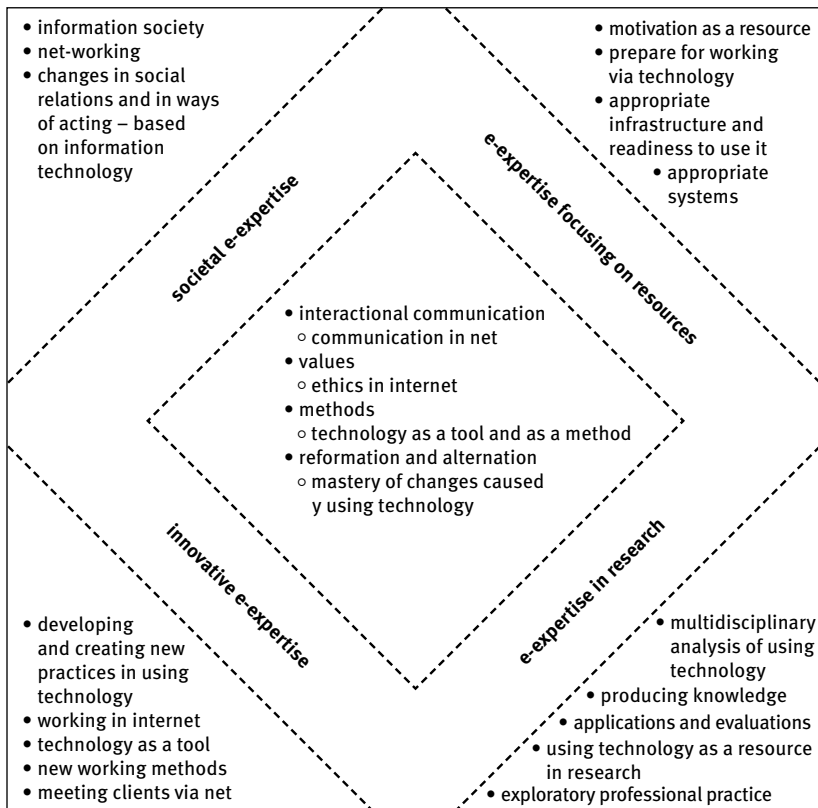 • information society
• net-working
• changes in social
relations and in ways
of acting – based
on information
technology
• motivation as a resource
• prepare for working
via technology
• appropriate
infrastructure and
readiness to use it
• appropriate
systems
societal e-expertise
e-expertise focusing on resources
• interactional communication
○ communication in net
• values
○ ethics in internet
• methods
○ technology as a tool and as a method
• reformation and alternation
○ mastery of changes caused
y using technology
innovative e-expertise
e-expertise in research
• developing
and creating new
practices in using
technology
• working in internet
• technology as a tool
• new working methods
• meeting clients via net
• multidisciplinary
analysis of using
technology
• producing knowledge
• applications and evaluations
• using technology as a resource
in research
• exploratory professional practice